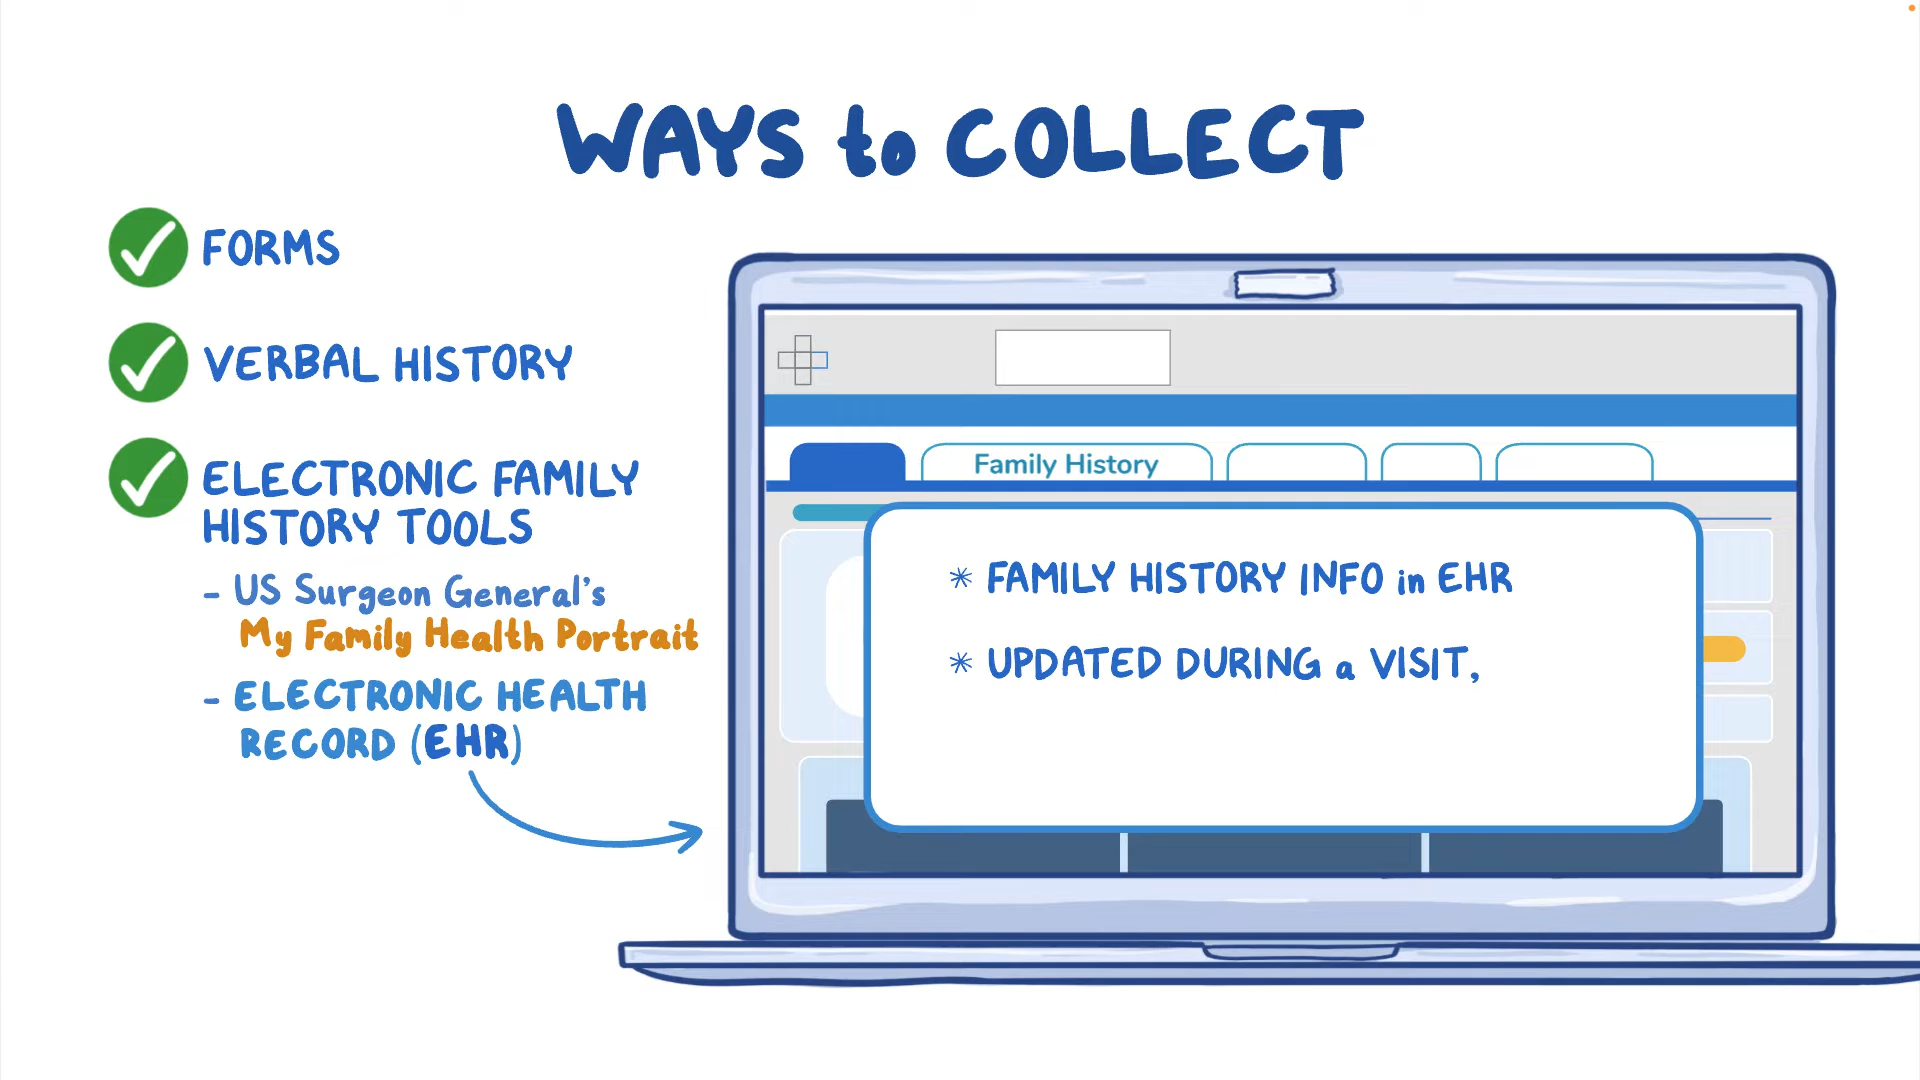 WAYS to COLLECT
FORMS
VERBAL HISTORY
ELECTRONIC FAMILY
HISTORY TOOLS
- US Surgeon General's
My Family Health Portrait
- ELECTRONIC HEALTH
RECORD (EHR)
Family History
* FAMILY HISTORY INFO in EHR
* UPDATED DURING a VISIT,